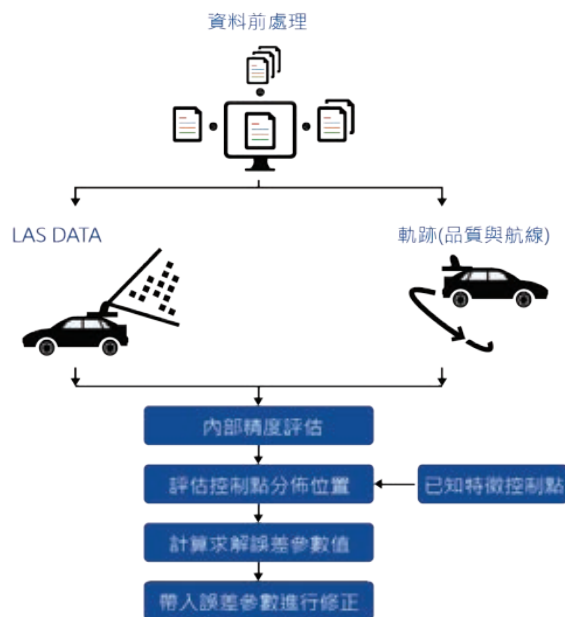 資料前處理
LAS DATA
軌跡(品質與航線)
內部精度評估
評估控制點分佈位置
已知特徵控制點
計算求解誤差參數值
帶入誤差參數進行修正